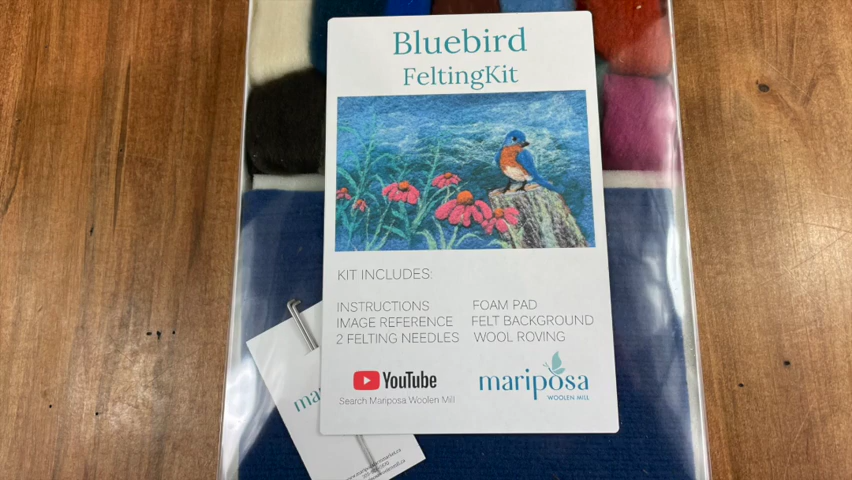 Bluebird
FeltingKit
KIT INCLUDES:
INSTRUCTIONS FOAM PAD
IMAGE REFERENCE FELT BACKGROUND
2 FELTING NEEDLES WOOL ROVING
YouTube
Search Mariposa Woolen Mill
mariposa
WOOLEN MILL